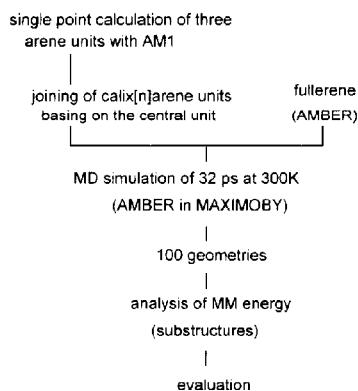 single point calculation of three
arene units with AM1
joining of calix[n]arene units
basing on the central unit
fullerene
(AMBER)
MD simulation of 32 ps at 300K
(AMBER in MAXIMOBY)
100 geometries
analysis of MM energy
(substructures)
evaluation